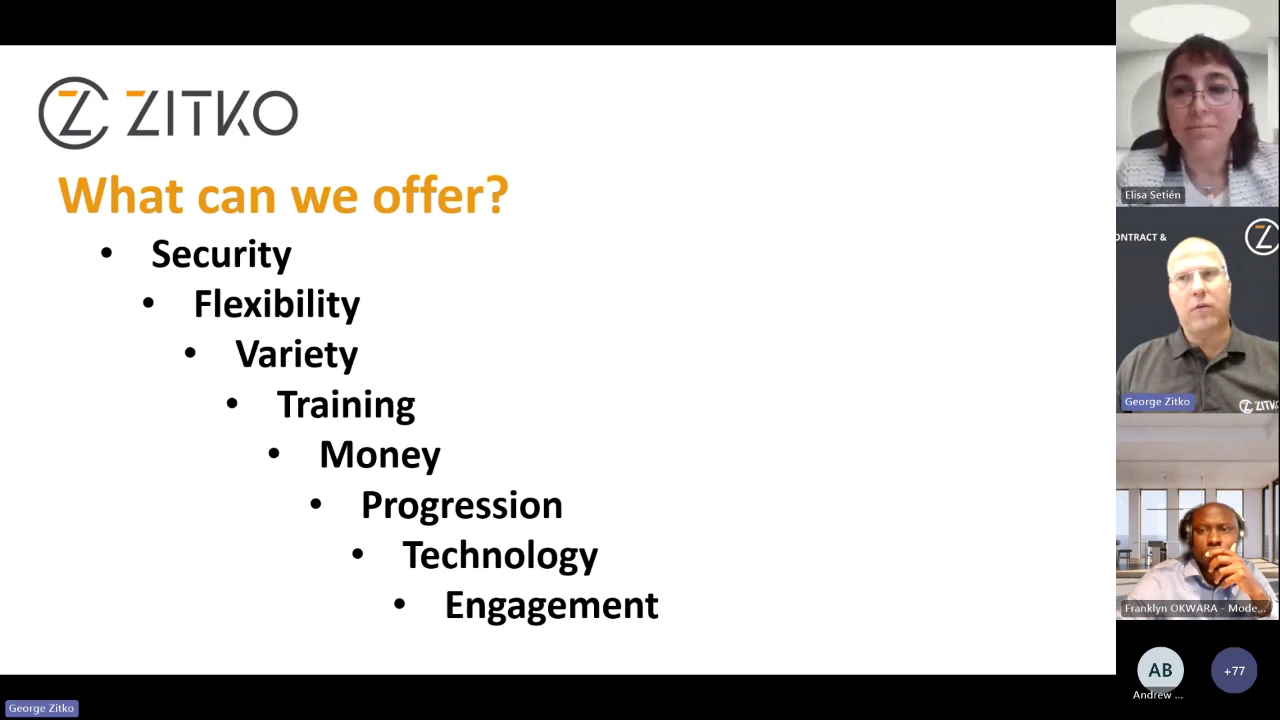 ZITKO
What can we offer?
• Security
• Flexibility
• Variety
• Training
• Money
• Progression
• Technology
• Engagement
George Zitko
Elisa Setién
ONTRACT &
George Zitko
ZITK
Franklyn OKWARA - Mode...
AB
+77
Andrew ...